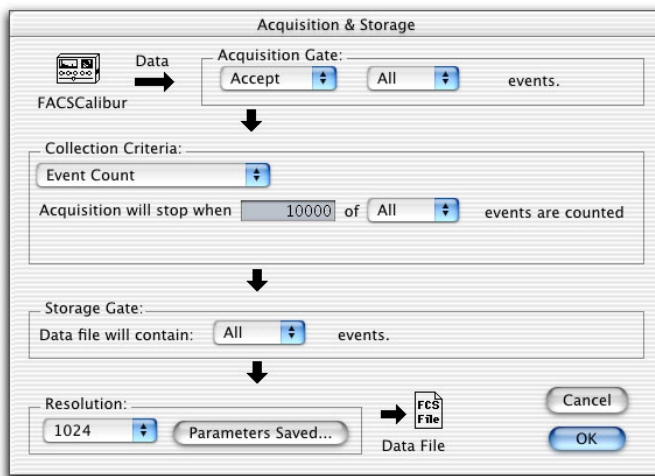 Acquisition & Storage
Data
FACSCalibur
Acquisition Gate:
Accept All events.
Collection Criteria:
Event Count
Acquisition will stop when 10000 of All events are counted
Storage Gate:
Data file will contain: All events.
Resolution:
1024 Parameters Saved...
FCS
File
Data File
Cancel
OK